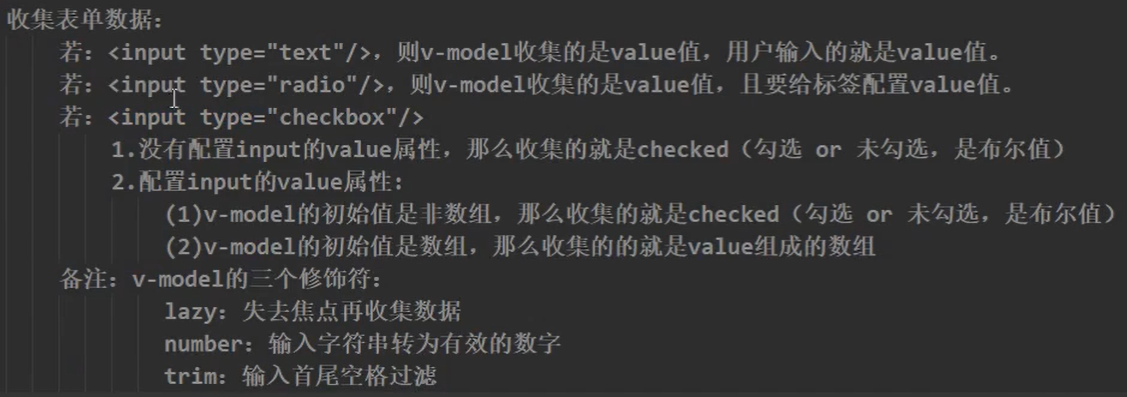 收集表单数据:
若: <input type="text"/>, 则v-model收集的是value值, 用户输入的就是value值。
若: <input type="radio"/>, 则v-model收集的是value值, 且要给标签配置value值。
若: <input type="checkbox"/>
1.没有配置input的value属性, 那么收集的就是checked（勾选 or 未勾选, 是布尔值）
2.配置input的value属性:
(1)v-model的初始值是非数组, 那么收集的就是checked（勾选 or 未勾选, 是布尔值）
(2)v-model的初始值是数组, 那么收集的的就是value组成的数组
备注: v-model的三个修饰符:
lazy: 失去焦点再收集数据
number: 输入字符串转为有效的数字
trim: 输入首尾空格过滤